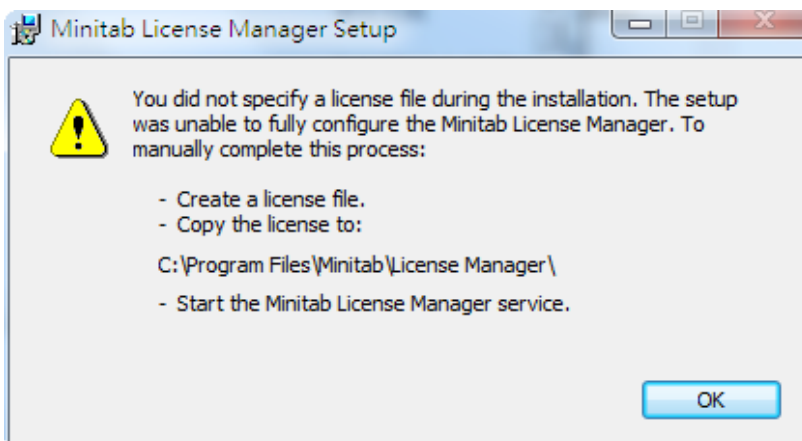 Minitab License Manager Setup
You did not specify a license file during the installation. The setup
was unable to fully configure the Minitab License Manager. To
manually complete this process:
- Create a license file.
- Copy the license to:
C:\Program Files\Minitab\License Manager\
- Start the Minitab License Manager service.
OK